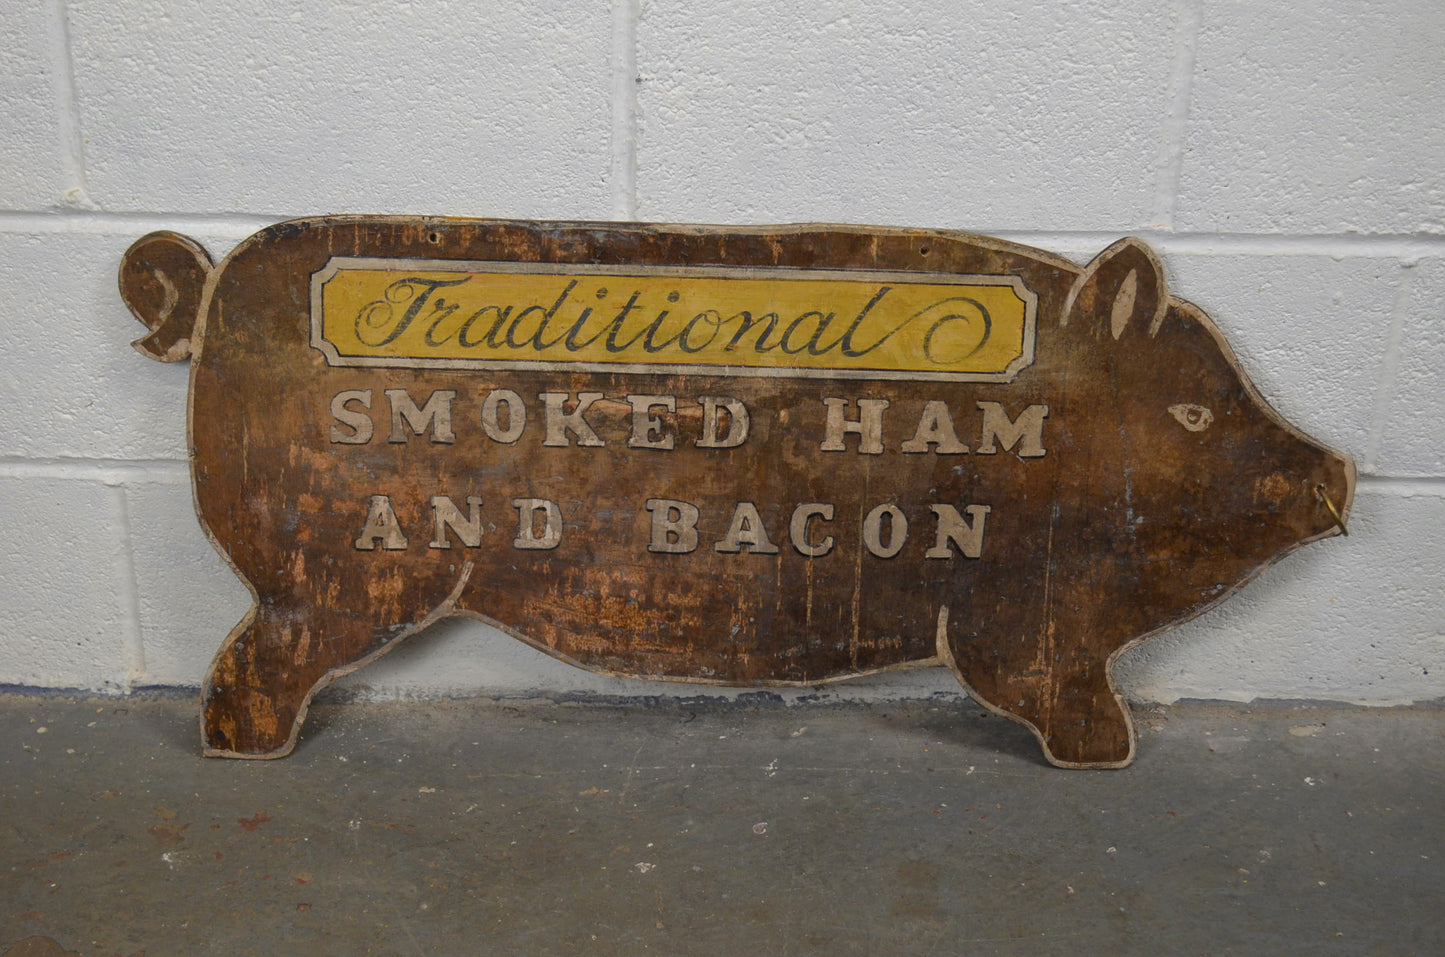 Traditional
SMOKED HAM
AND BACON